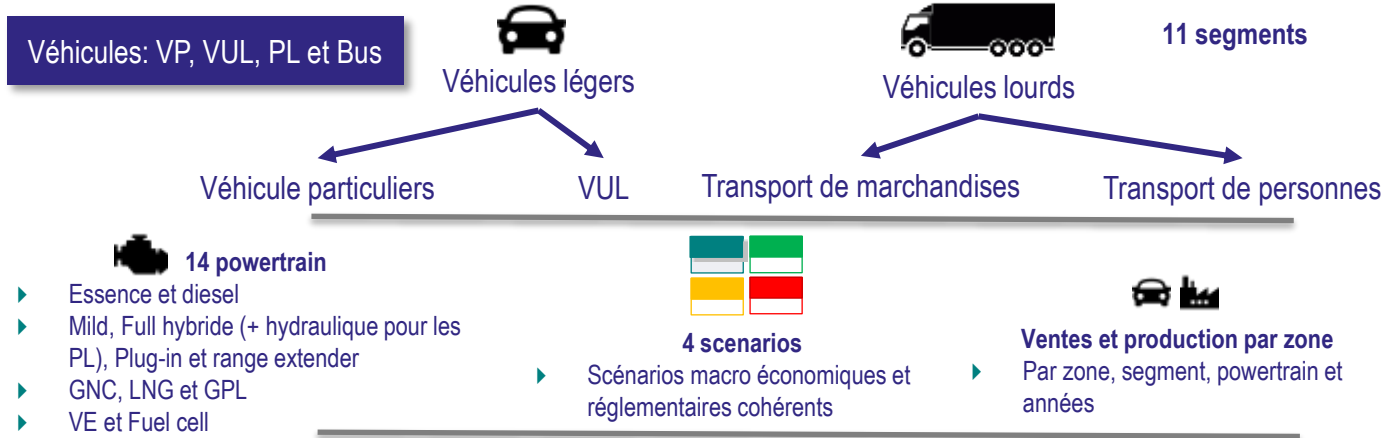 Véhicules: VP, VUL, PL et Bus
11 segments
Véhicules légers
Véhicules lourds
Véhicule particuliers
VUL
Transport de marchandises
Transport de personnes
14 powertrain
Essence et diesel
Mild, Full hybride (+ hydraulique pour les
PL), Plug-in et range extender
GNC, LNG et GPL
VE et Fuel cell
4 scenarios
Scénarios macro économiques et
réglementaires cohérents
Ventes et production par zone
Par zone, segment, powertrain et
années